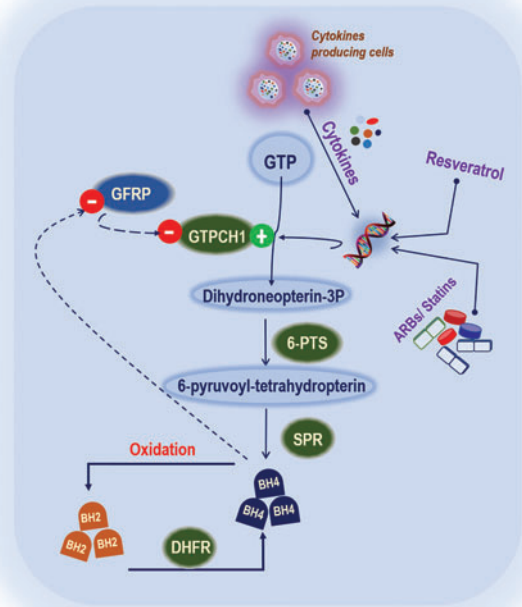 Cytokines
producing cells
Cytokines
GTP
Resveratrol
GFRP
GTPCH1
ARBs/ Statins
Dihydroneopterin-3P
6-PTS
6-pyruvoyl-tetrahydropterin
SPR
Oxidation
BH4
BH4
BH4
BH2
BH2
BH2
DHFR